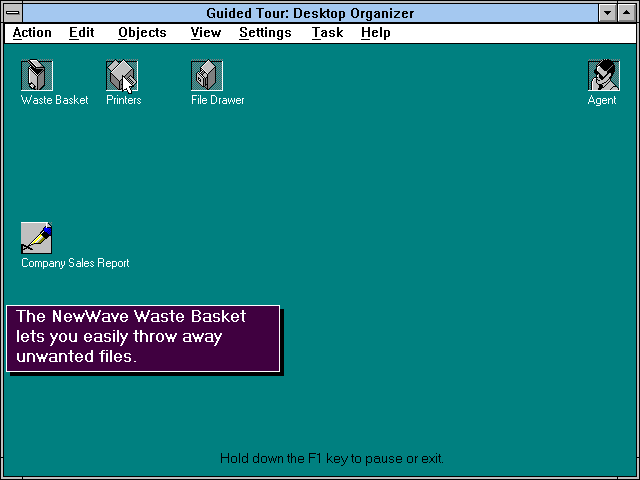 Guided Tour: Desktop Organizer
Action Edit Objects View Settings Task Help
Waste Basket Printers File Drawer Agent
Company Sales Report
The NewWave Waste Basket
lets you easily throw away
unwanted files.
Hold down the F1 key to pause or exit.